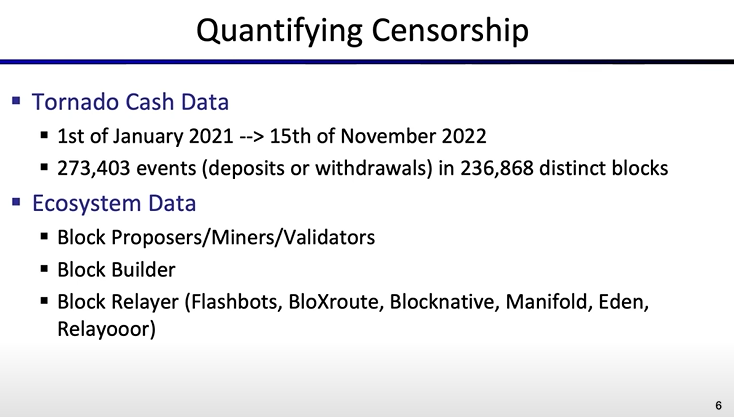 Quantifying Censorship
▪ Tornado Cash Data
▪ 1st of January 2021 --> 15th of November 2022
▪ 273,403 events (deposits or withdrawals) in 236,868 distinct blocks
▪ Ecosystem Data
▪ Block Proposers/Miners/Validators
▪ Block Builder
▪ Block Relayer (Flashbots, BloXroute, Blocknative, Manifold, Eden,
Relayooor)
6